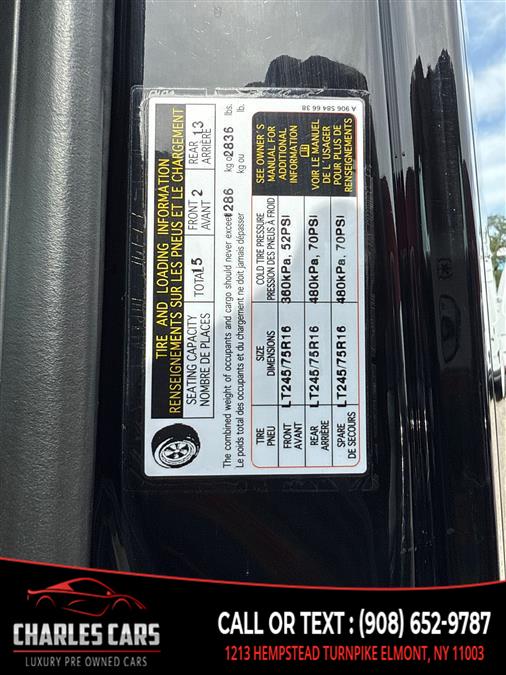 A 906 584 66 38
TIRE AND LOADING INFORMATION
RENSEIGNEMENTS SUR LES PNEUS ET LE CHARGEMENT
SEATING CAPACITY
NOMBRE DE PLACES
TOTAL 15
FRONT
AVANT 2
REAR
ARRIÈRE 13
The combined weight of occupants and cargo should never exceed 1286 kg or 2836 lbs.
Le poids total des occupants et du chargement ne doit jamais dépasser kg ou lb.
TIRE
PNEU
SIZE
DIMENSIONS
COLD TIRE PRESSURE
PRESSION DES PNEUS À FROID
FRONT
AVANT
LT245/75R16
360kPa, 52PSI
REAR
ARRIÈRE
LT245/75R16
480kPa, 70PSI
SPARE
DE SECOURS
LT245/75R16
480kPa, 70PSI
SEE OWNER'S
MANUAL FOR
ADDITIONAL
INFORMATION
VOIR LE MANUEL
DE L'USAGER
POUR PLUS DE
RENSEIGNEMENTS
CHARLES CARS
LUXURY PRE OWNED CARS
CALL OR TEXT : (908) 652-9787
1213 HEMPSTEAD TURNPIKE ELMONT, NY 11003